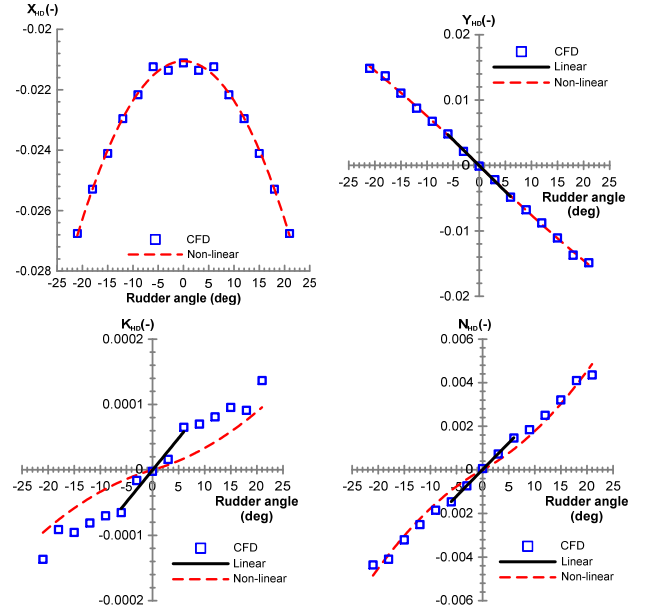 X_HD(-)
-0.02
-0.022
-0.024
-0.026
-0.028
-25 -20 -15 -10 -5 0 5 10 15 20 25
Rudder angle (deg)
CFD
Non-linear
Y_HD(-)
0.02
0.01
0
-0.01
-0.02
-25 -20 -15 -10 -5 0 5 10 15 20 25
Rudder angle
(deg)
CFD
Linear
Non-linear
K_HD(-)
0.0002
0.0001
0
-0.0001
-0.0002
-25 -20 -15 -10 -5 0 5 10 15 20 25
Rudder angle
(deg)
CFD
Linear
Non-linear
N_HD(-)
0.006
0.004
0.002
0
-0.002
-0.004
-0.006
-25 -20 -15 -10 -5 0 5 10 15 20 25
Rudder angle
(deg)
CFD
Linear
Non-linear